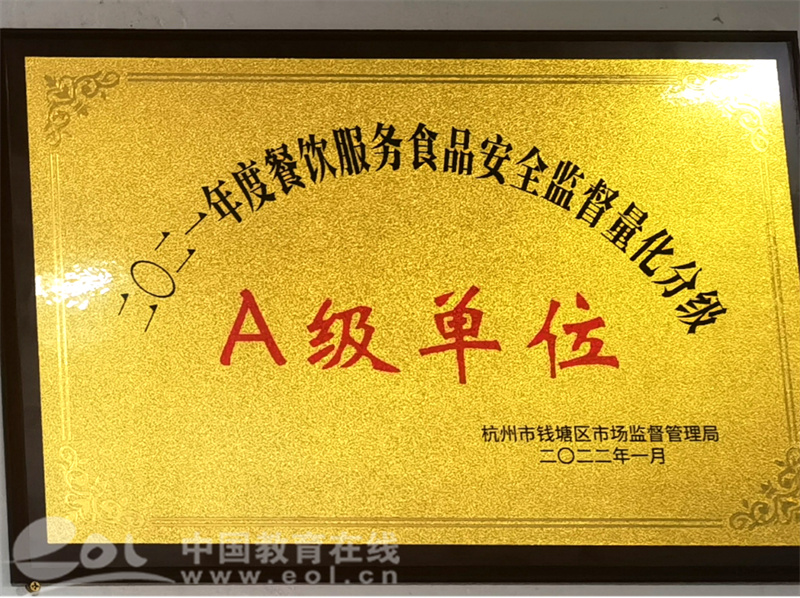 二〇二一年度餐饮服务食品安全监督量化分级
A级单位
杭州市钱塘区市场监督管理局
二〇二二年一月
eol 中国教育在线
www.eol.cn